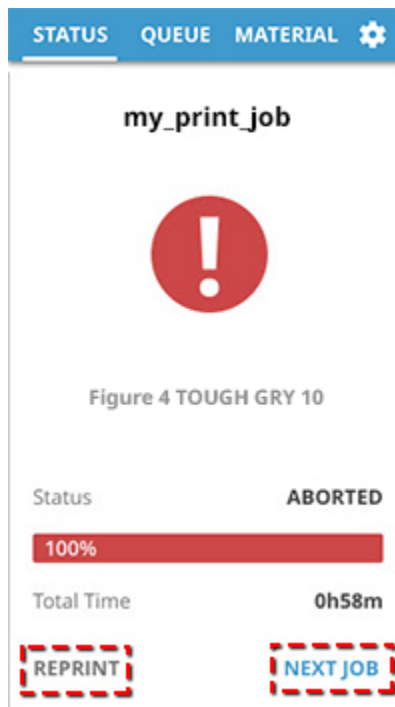 STATUS QUEUE MATERIAL
my_print_job
!
Figure 4 TOUGH GRY 10
Status ABORTED
100%
Total Time 0h58m
REPRINT NEXT JOB